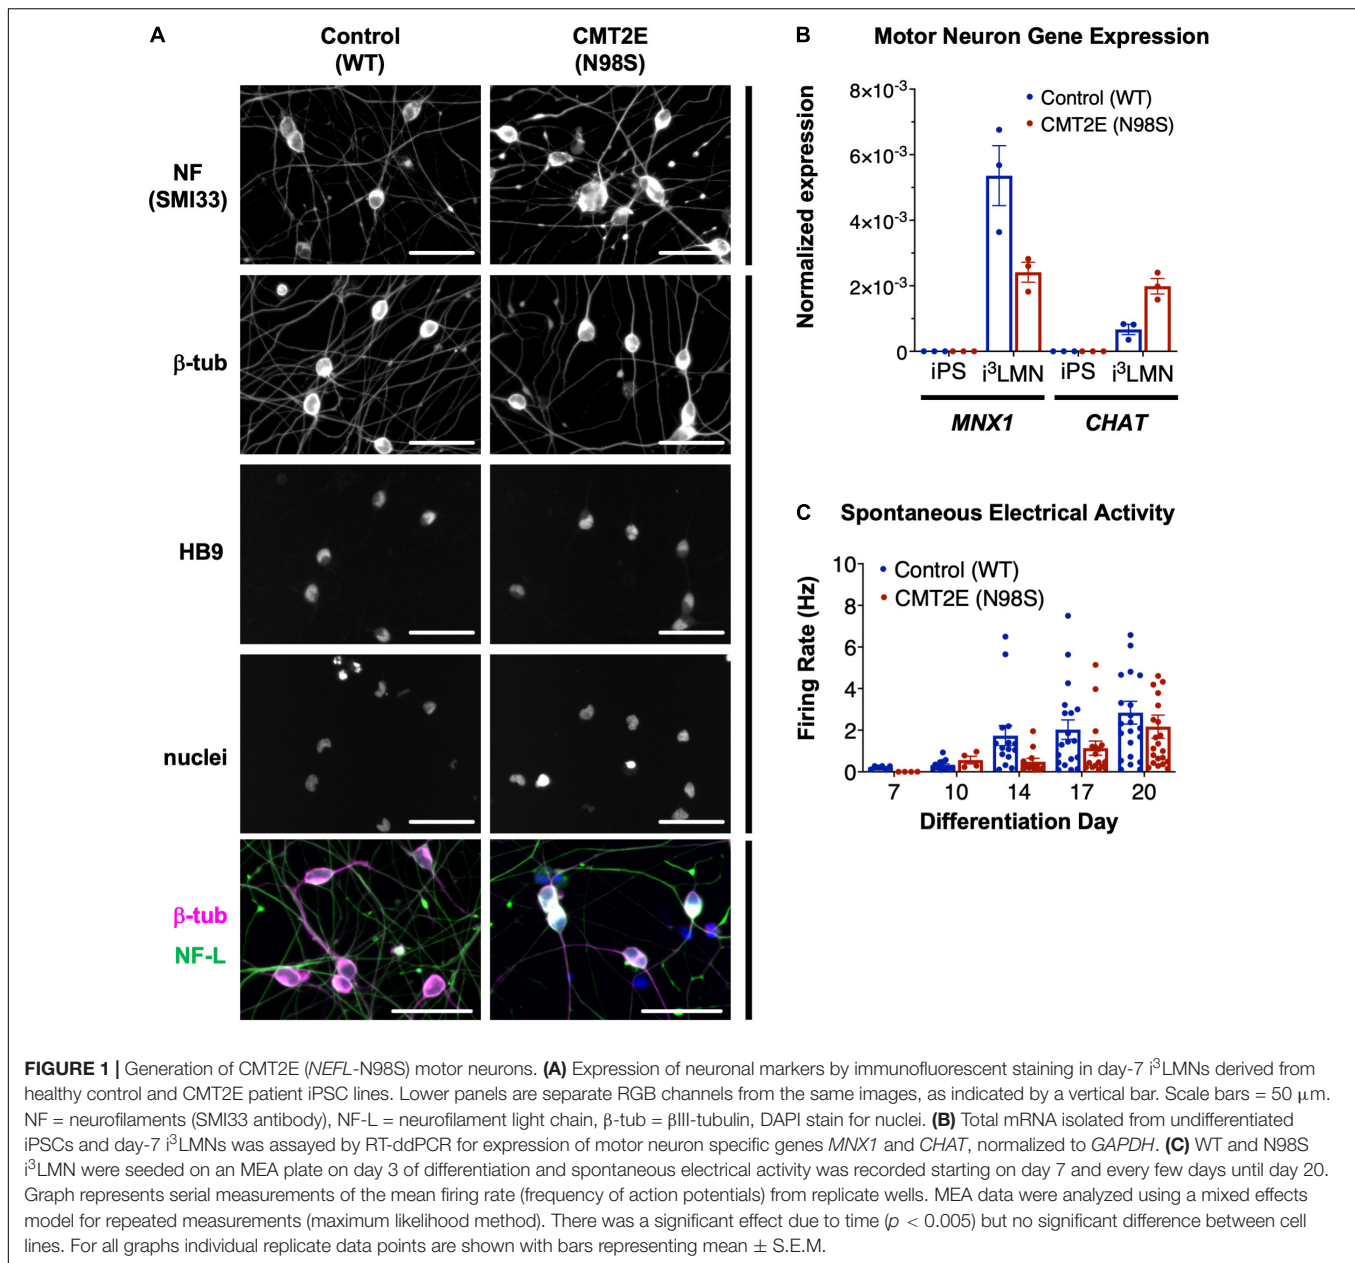 A
Control
(WT)
CMT2E
(N98S)
NF
(SMI33)
β-tub
HB9
nuclei
β-tub
NF-L
B
Motor Neuron Gene Expression
Normalized expression
8×10⁻³
6×10⁻³
4×10⁻³
2×10⁻³
0
Control (WT)
CMT2E (N98S)
iPS
i³LMN
iPS
i³LMN
MNX1
CHAT
C
Spontaneous Electrical Activity
Firing Rate (Hz)
10
8
6
4
2
0
Control (WT)
CMT2E (N98S)
7
10
14
17
20
Differentiation Day
FIGURE 1 | Generation of CMT2E (NEFL-N98S) motor neurons. (A) Expression of neuronal markers by immunofluorescent staining in day-7 i³LMNs derived from
healthy control and CMT2E patient iPSC lines. Lower panels are separate RGB channels from the same images, as indicated by a vertical bar. Scale bars = 50 μm.
NF = neurofilaments (SMI33 antibody), NF-L = neurofilament light chain, β-tub = βIII-tubulin, DAPI stain for nuclei. (B) Total mRNA isolated from undifferentiated
iPSCs and day-7 i³LMNs was assayed by RT-ddPCR for expression of motor neuron specific genes MNX1 and CHAT, normalized to GAPDH. (C) WT and N98S
i³LMN were seeded on an MEA plate on day 3 of differentiation and spontaneous electrical activity was recorded starting on day 7 and every few days until day 20.
Graph represents serial measurements of the mean firing rate (frequency of action potentials) from replicate wells. MEA data were analyzed using a mixed effects
model for repeated measurements (maximum likelihood method). There was a significant effect due to time (p < 0.005) but no significant difference between cell
lines. For all graphs individual replicate data points are shown with bars representing mean ± S.E.M.